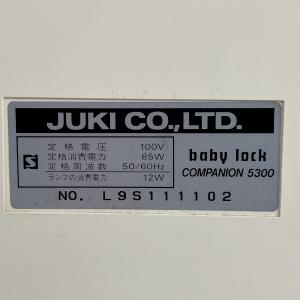 JUKI CO.,LTD.
定格電圧 100V
定格消費電力 85W
定格周波数 50/60Hz
ランプの消費電力 12W
baby lock
COMPANION 5300
NO. L9S111102